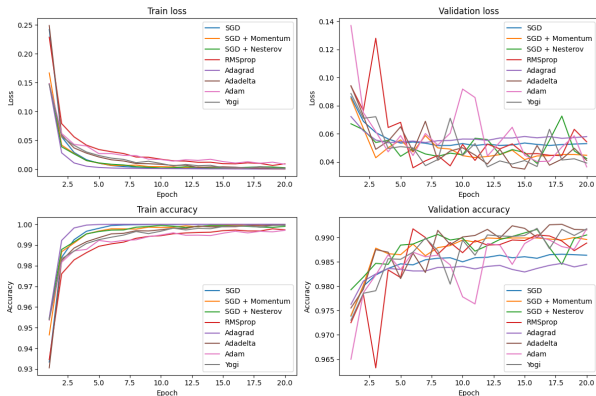 Train loss
Loss
0.25
0.20
0.15
0.10
0.05
0.00
2.5 5.0 7.5 10.0 12.5 15.0 17.5 20.0
Epoch
SGD
SGD + Momentum
SGD + Nesterov
RMSprop
Adagrad
Adadelta
Adam
Yogi
Validation loss
Loss
0.14
0.12
0.10
0.08
0.06
0.04
2.5 5.0 7.5 10.0 12.5 15.0 17.5 20.0
Epoch
SGD
SGD + Momentum
SGD + Nesterov
RMSprop
Adagrad
Adadelta
Adam
Yogi
Train accuracy
Accuracy
1.00
0.99
0.98
0.97
0.96
0.95
0.94
0.93
2.5 5.0 7.5 10.0 12.5 15.0 17.5 20.0
Epoch
SGD
SGD + Momentum
SGD + Nesterov
RMSprop
Adagrad
Adadelta
Adam
Yogi
Validation accuracy
Accuracy
0.990
0.985
0.980
0.975
0.970
0.965
2.5 5.0 7.5 10.0 12.5 15.0 17.5 20.0
Epoch
SGD
SGD + Momentum
SGD + Nesterov
RMSprop
Adagrad
Adadelta
Adam
Yogi